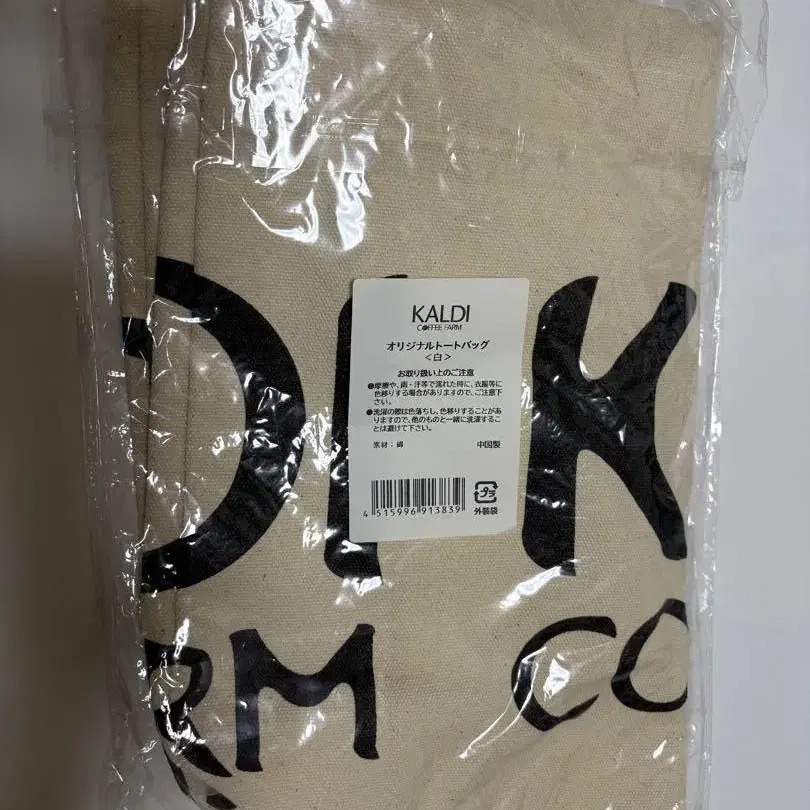 DI K
KALDI
COFFEE FARM
オリジナルトートバッグ
<白>
お取り扱い上のご注意
●摩擦や、雨・汗等で濡れた時に、衣服等に
色移りする場合がありますので、ご注意下
さい。
●洗濯の際は色落ちし、色移りすることがあ
りますので、他のものと一緒に洗濯するこ
とは避けて下さい。
素材:綿 中国製
4 515996 913839
プラ
外装袋
RM CO